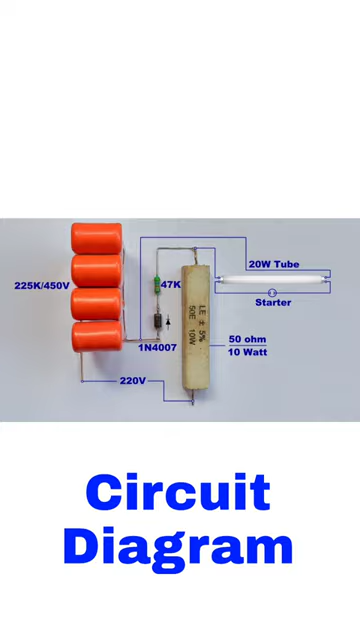 20W Tube
225K/450V
47K
Starter
LE ± 5%
50E 10W
50 ohm
10 Watt
1N4007
220V
Circuit
Diagram